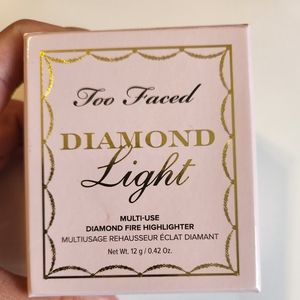 Too Faced
DIAMOND
Light
MULTI-USE
DIAMOND FIRE HIGHLIGHTER
MULTIUSAGE REHAUSSEUR ÉCLAT DIAMANT
Net Wt. 12 g / 0.42 Oz.